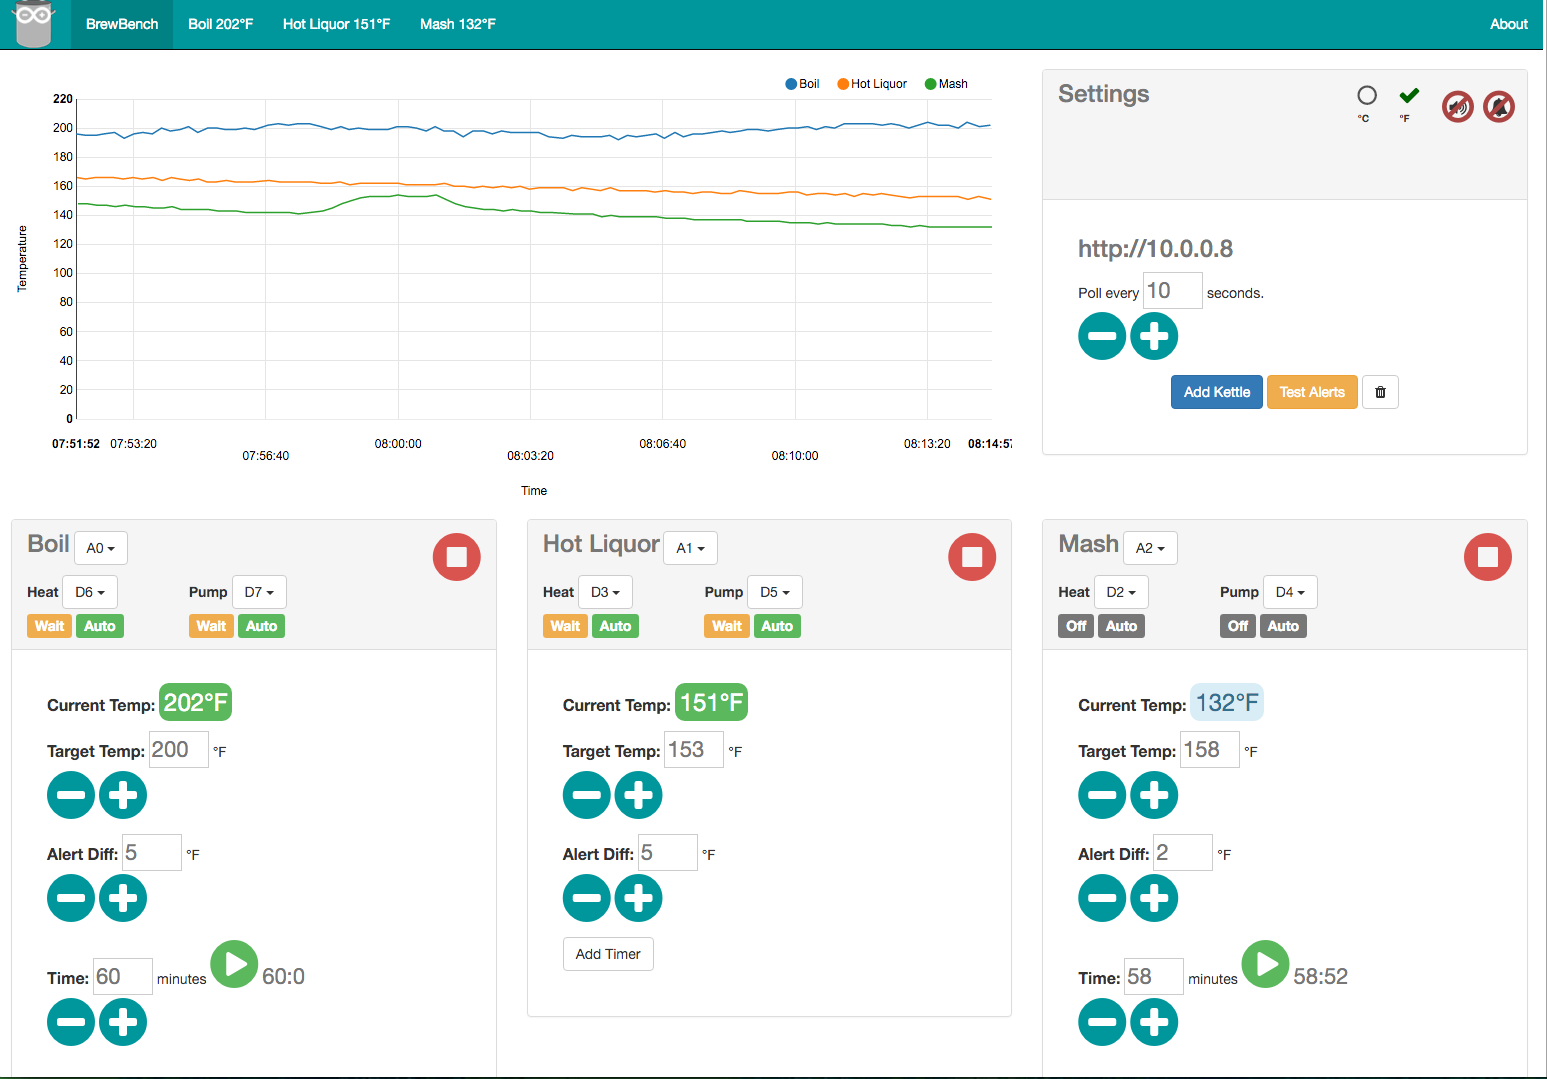 BrewBench Boil 202°F Hot Liquor 151°F Mash 132°F About
Boil Hot Liquor Mash
220
200
180
160
140
120
100
80
60
40
20
0
Temperature
07:51:52 07:53:20 08:00:00 08:06:40 08:13:20 08:14:57
07:56:40 08:03:20 08:10:00
Time
Settings
°C °F
http://10.0.0.8
Poll every 10 seconds.
Add Kettle Test Alerts
Boil A0
Heat D6 Pump D7
Wait Auto Wait Auto
Current Temp: 202°F
Target Temp: 200 °F
Alert Diff: 5 °F
Time: 60 minutes 60:0
Hot Liquor A1
Heat D3 Pump D5
Wait Auto Wait Auto
Current Temp: 151°F
Target Temp: 153 °F
Alert Diff: 5 °F
Add Timer
Mash A2
Heat D2 Pump D4
Off Auto Off Auto
Current Temp: 132°F
Target Temp: 158 °F
Alert Diff: 2 °F
Time: 58 minutes 58:52